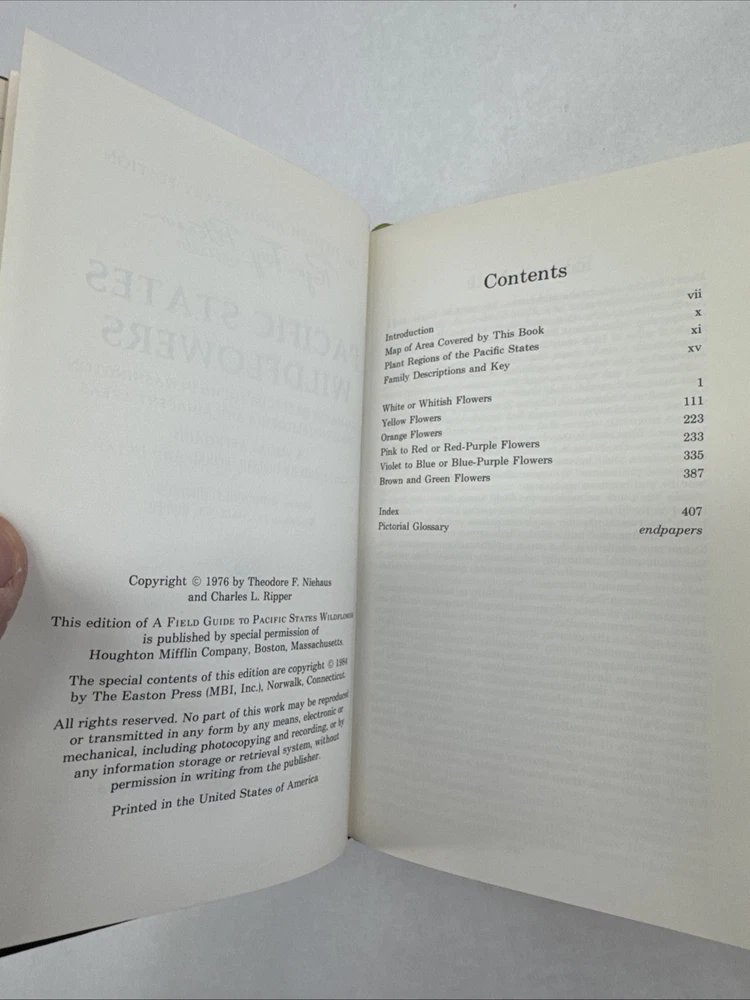 Copyright © 1976 by Theodore F. Niehaus
and Charles L. Ripper
This edition of A FIELD GUIDE TO PACIFIC STATES
is published by special permission of
Houghton Mifflin Company, Boston, Massachusetts.
The special contents of this edition are copyright © 1984
by The Easton Press (MBI, Inc.), Norwalk, Connecticut.
All rights reserved. No part of this work may be reproduced
or transmitted in any form by any means, electronic or
mechanical, including photocopying and recording, or by
any information storage or retrieval system, without
permission in writing from the publisher.
Printed in the United States of America
Contents
Introduction vii
Map of Area Covered by This Book x
Plant Regions of the Pacific States xi
Family Descriptions and Key xv
White or Whitish Flowers 1
Yellow Flowers 111
Orange Flowers 223
Pink to Red or Red-Purple Flowers 233
Violet to Blue or Blue-Purple Flowers 335
Brown and Green Flowers 387
Index 407
Pictorial Glossary endpapers